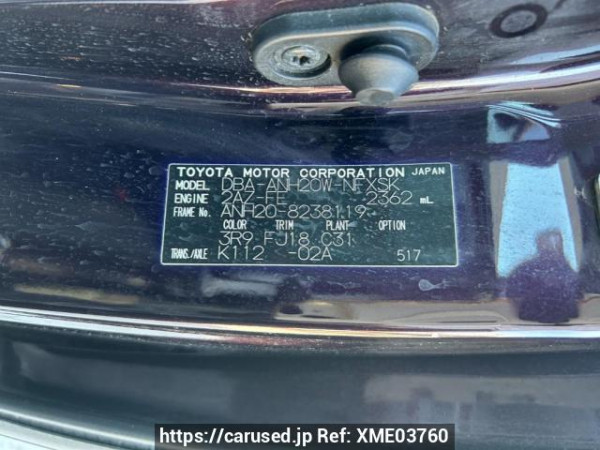 TOYOTA MOTOR CORPORATION JAPAN
MODEL DBA-ANH20W-NFXSK
ENGINE 2AZ-FE 2362 mL
FRAME No. ANH20-8238119
COLOR TRIM PLANT
3R9 FJ18 C31
TRANS./AXLE K112 -02A 517
https://carused.jp Ref: XME03760